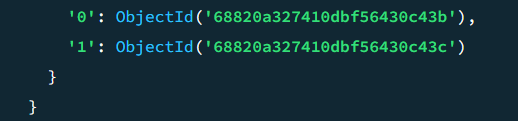 '0': ObjectId('68820a327410dbf56430c43b'),
'1': ObjectId('68820a327410dbf56430c43c')
}
}